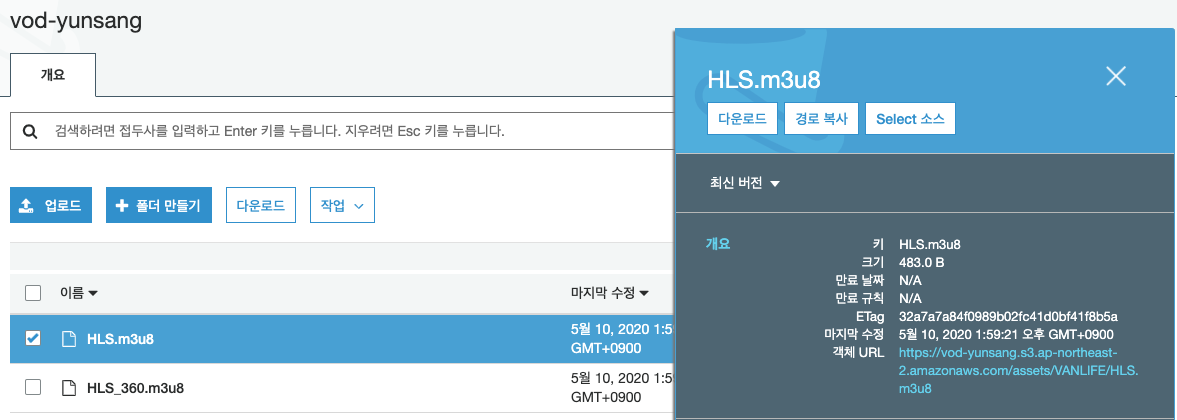 vod-yunsang
개요
검색하려면 접두사를 입력하고 Enter 키를 누릅니다. 지우려면 Esc 키를 누릅니다.
업로드
폴더 만들기
다운로드
작업
이름
마지막 수정
HLS.m3u8
5월 10, 2020 1:59
GMT+0900
HLS_360.m3u8
5월 10, 2020 1:59
GMT+0900
HLS.m3u8
다운로드
경로 복사
Select 소스
최신 버전
개요
키 HLS.m3u8
크기 483.0 B
만료 날짜 N/A
만료 규칙 N/A
ETag 32a7a7a84f0989b02fc41d0bf41f8b5a
마지막 수정 5월 10, 2020 1:59:21 오후 GMT+0900
객체 URL https://vod-yunsang.s3.ap-northeast-
2.amazonaws.com/assets/VANLIFE/HLS.
m3u8